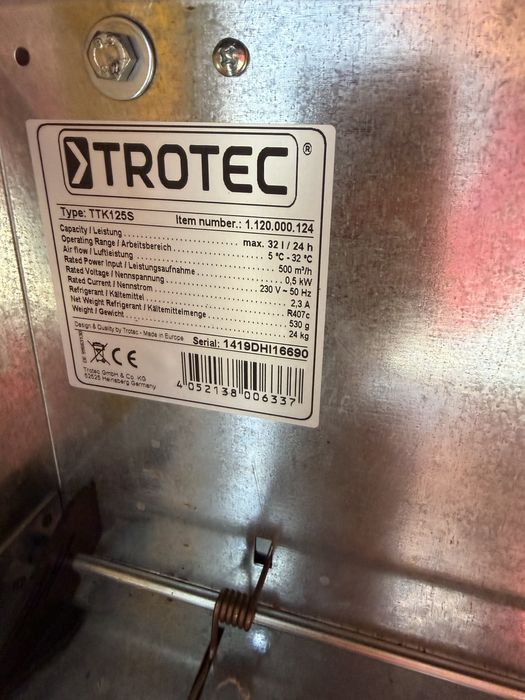 TROTEC®
Type: TTK125S Item number.: 1.120.000.124
Capacity / Leistung max. 32 l / 24 h
Operating Range / Arbeitsbereich 5 °C - 32 °C
Air flow / Luftleistung 500 m³/h
Rated Power Input / Leistungsaufnahme 0,5 kW
Rated Voltage / Nennspannung 230 V ~ 50 Hz
Rated Current / Nennstrom 2,3 A
Refrigerant / Kältemittel R407c
Net Weight Refrigerant / Kältemittelmenge 530 g
Weight / Gewicht 24 kg
Design & Quality by Trotec - Made in Europe
Serial: 1419DHI16690
CE
Trotec GmbH & Co. KG
52525 Heinsberg Germany
4 052138 006337